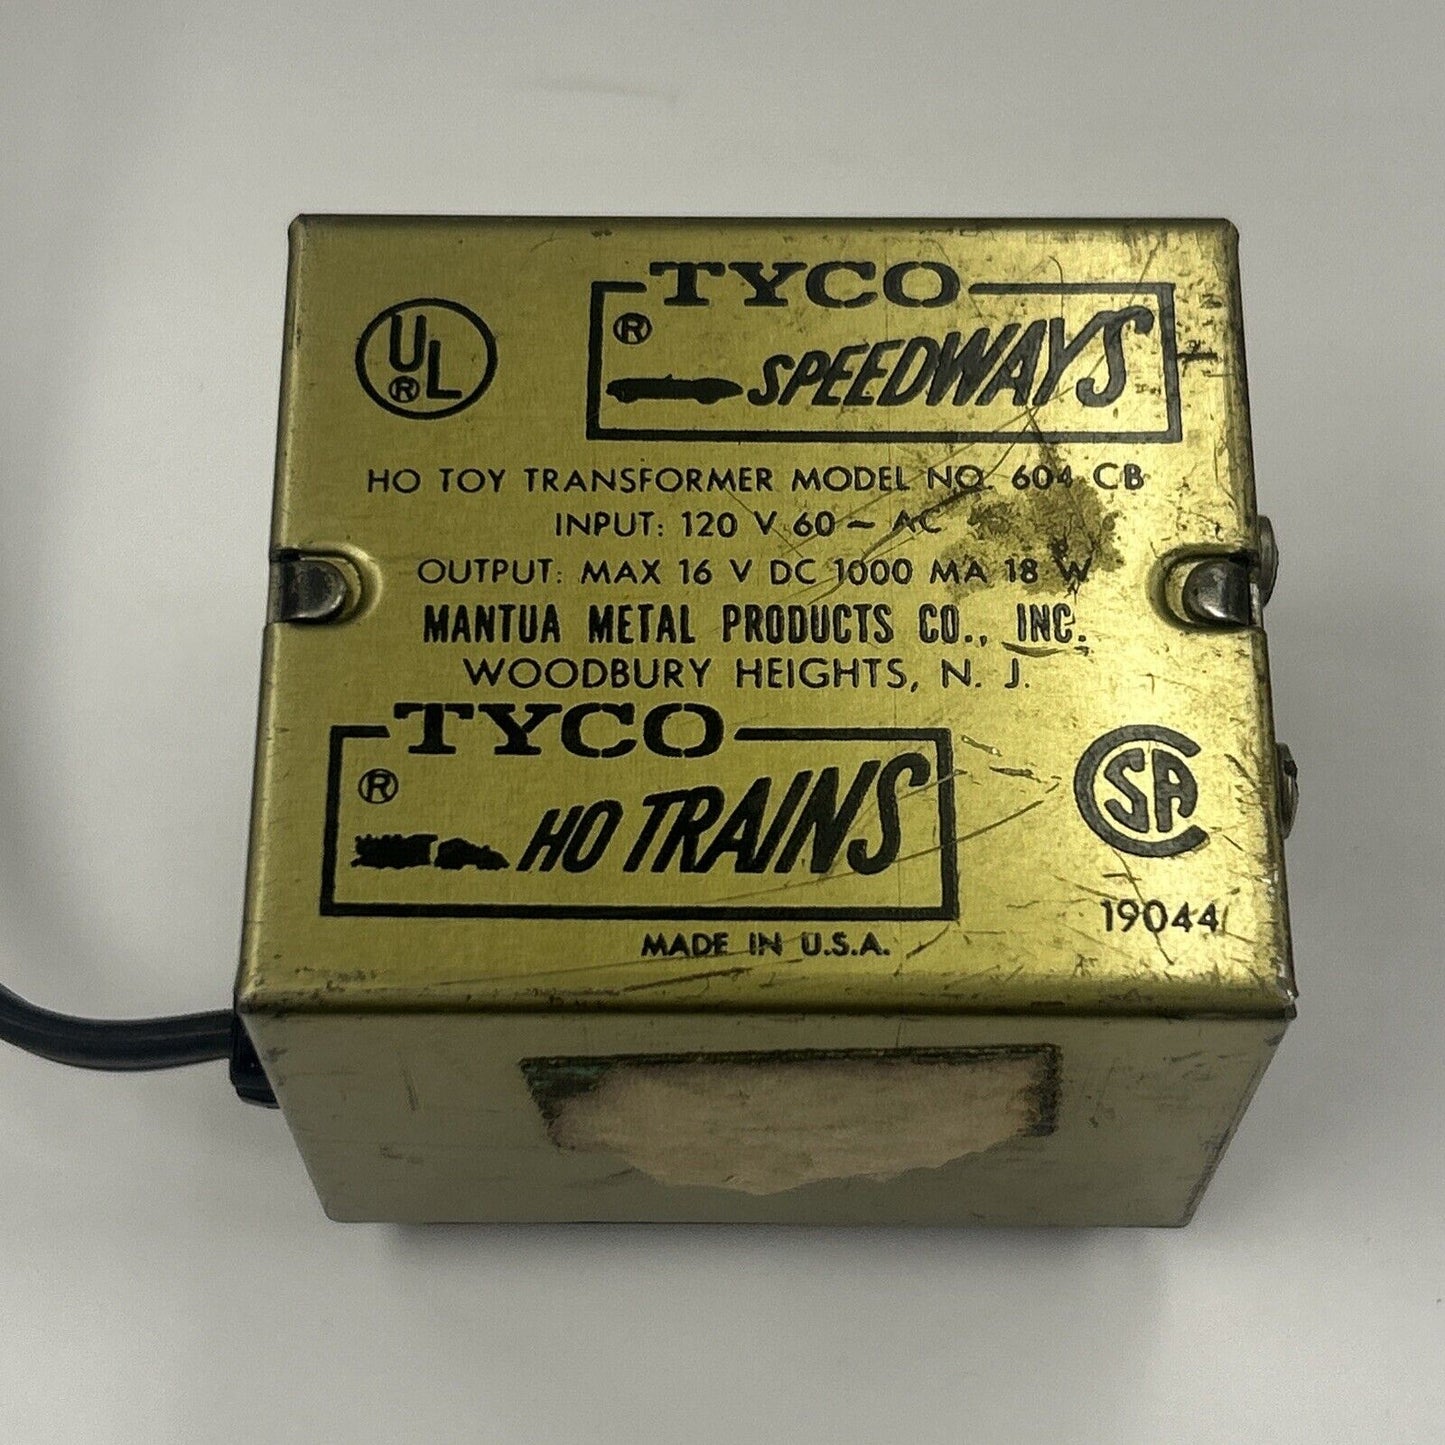 UL
®
TYCO
®
SPEEDWAYS
HO TOY TRANSFORMER MODEL NO. 604 CB
INPUT: 120 V 60 ~ AC
OUTPUT: MAX 16 V DC 1000 MA 18 W
MANTUA METAL PRODUCTS CO., INC.
WOODBURY HEIGHTS, N. J.
TYCO
®
HO TRAINS
CSA
19044
MADE IN U.S.A.